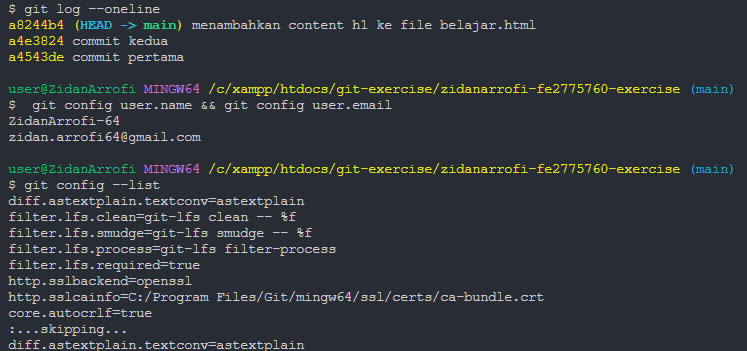 $ git log --oneline
a8244b4 (HEAD -> main) menambahkan content h1 ke file belajar.html
a4e3824 commit kedua
a4543de commit pertama
user@ZidanArrofi MINGW64 /c/xampp/htdocs/git-exercise/zidanarrofi-fe2775760-exercise (main)
$  git config user.name && git config user.email
ZidanArrofi-64
zidan.arrofi64@gmail.com
user@ZidanArrofi MINGW64 /c/xampp/htdocs/git-exercise/zidanarrofi-fe2775760-exercise (main)
$ git config --list
diff.astextplain.textconv=astextplain
filter.lfs.clean=git-lfs clean -- %f
filter.lfs.smudge=git-lfs smudge -- %f
filter.lfs.process=git-lfs filter-process
filter.lfs.required=true
http.sslbackend=openssl
http.sslcainfo=C:/Program Files/Git/mingw64/ssl/certs/ca-bundle.crt
core.autocrlf=true
:...skipping...
diff.astextplain.textconv=astextplain